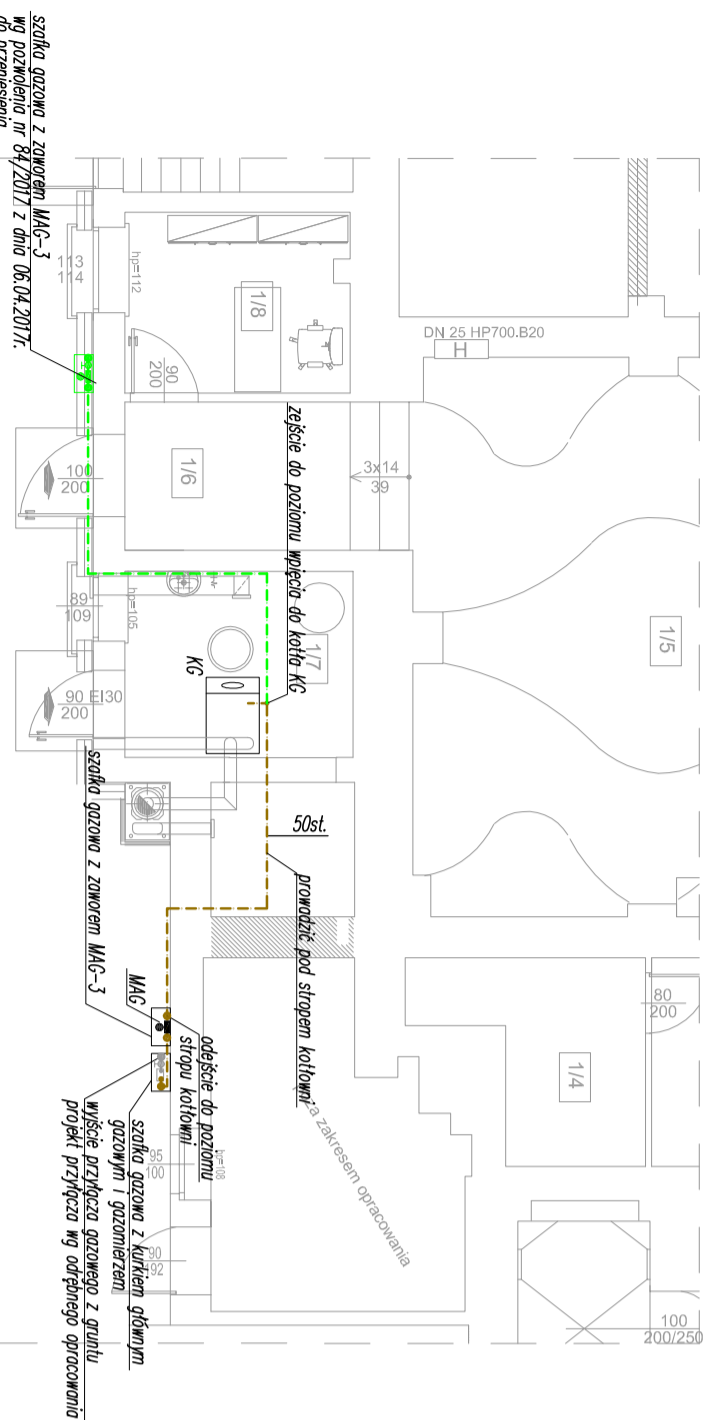 szafka gazowa z zaworem MAG-3
wg pozwolenia nr 84/2017 z dnia 06.04.2017r.
do przeniesienia
113
114
hp=112
1/8
90
200
DN 25 HP700.B20
H
1/6
100
200
3x14
39
zejście do poziomu wpięcia do kotła KG
1/5
89
109
hp=105
1/7
KG
90 EI30
200
szafka gazowa z zaworem MAG-3
50st.
prowadzić pod stropem kotłowni
MAG
odejście do poziomu
stropu kotłowni
szafka gazowa z kurkiem głównym
gazowym i gazomierzem
wyjście przyłącza gazowego z gruntu
projekt przyłącza wg odrębnego opracowania
95
100
hp=108
90
192
za zakresem opracowania
1/4
80
200
100
200/250